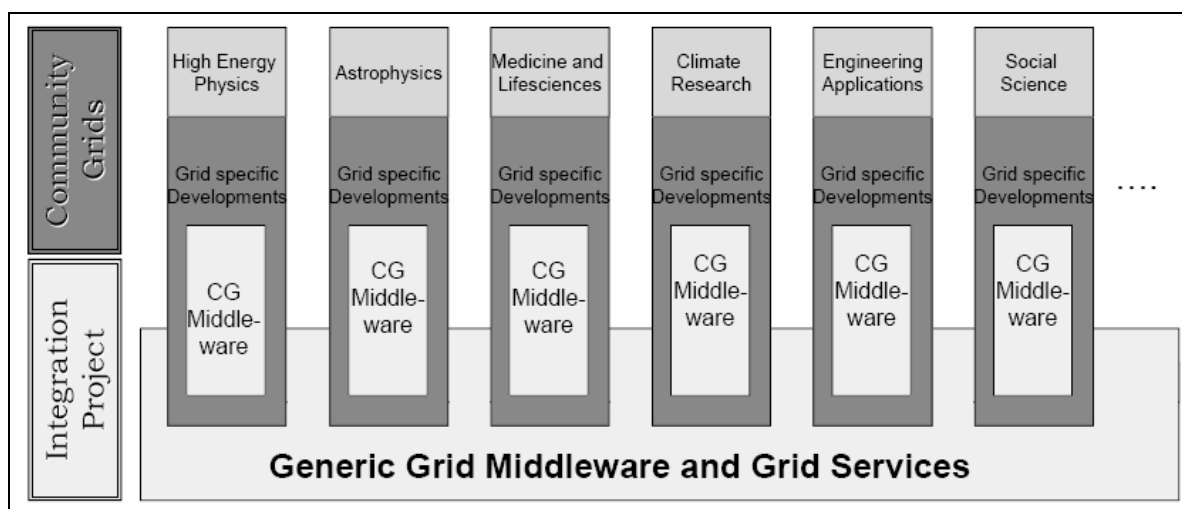 Community
Grids
Integration
Project
High Energy
Physics
Astrophysics
Medicine and
Lifesciences
Climate
Research
Engineering
Applications
Social
Science
Grid specific
Developments
Grid specific
Developments
Grid specific
Developments
Grid specific
Developments
Grid specific
Developments
Grid specific
Developments
....
CG
Middle-
ware
CG
Middle-
ware
CG
Middle-
ware
CG
Middle-
ware
CG
Middle-
ware
CG
Middle-
ware
Generic Grid Middleware and Grid Services